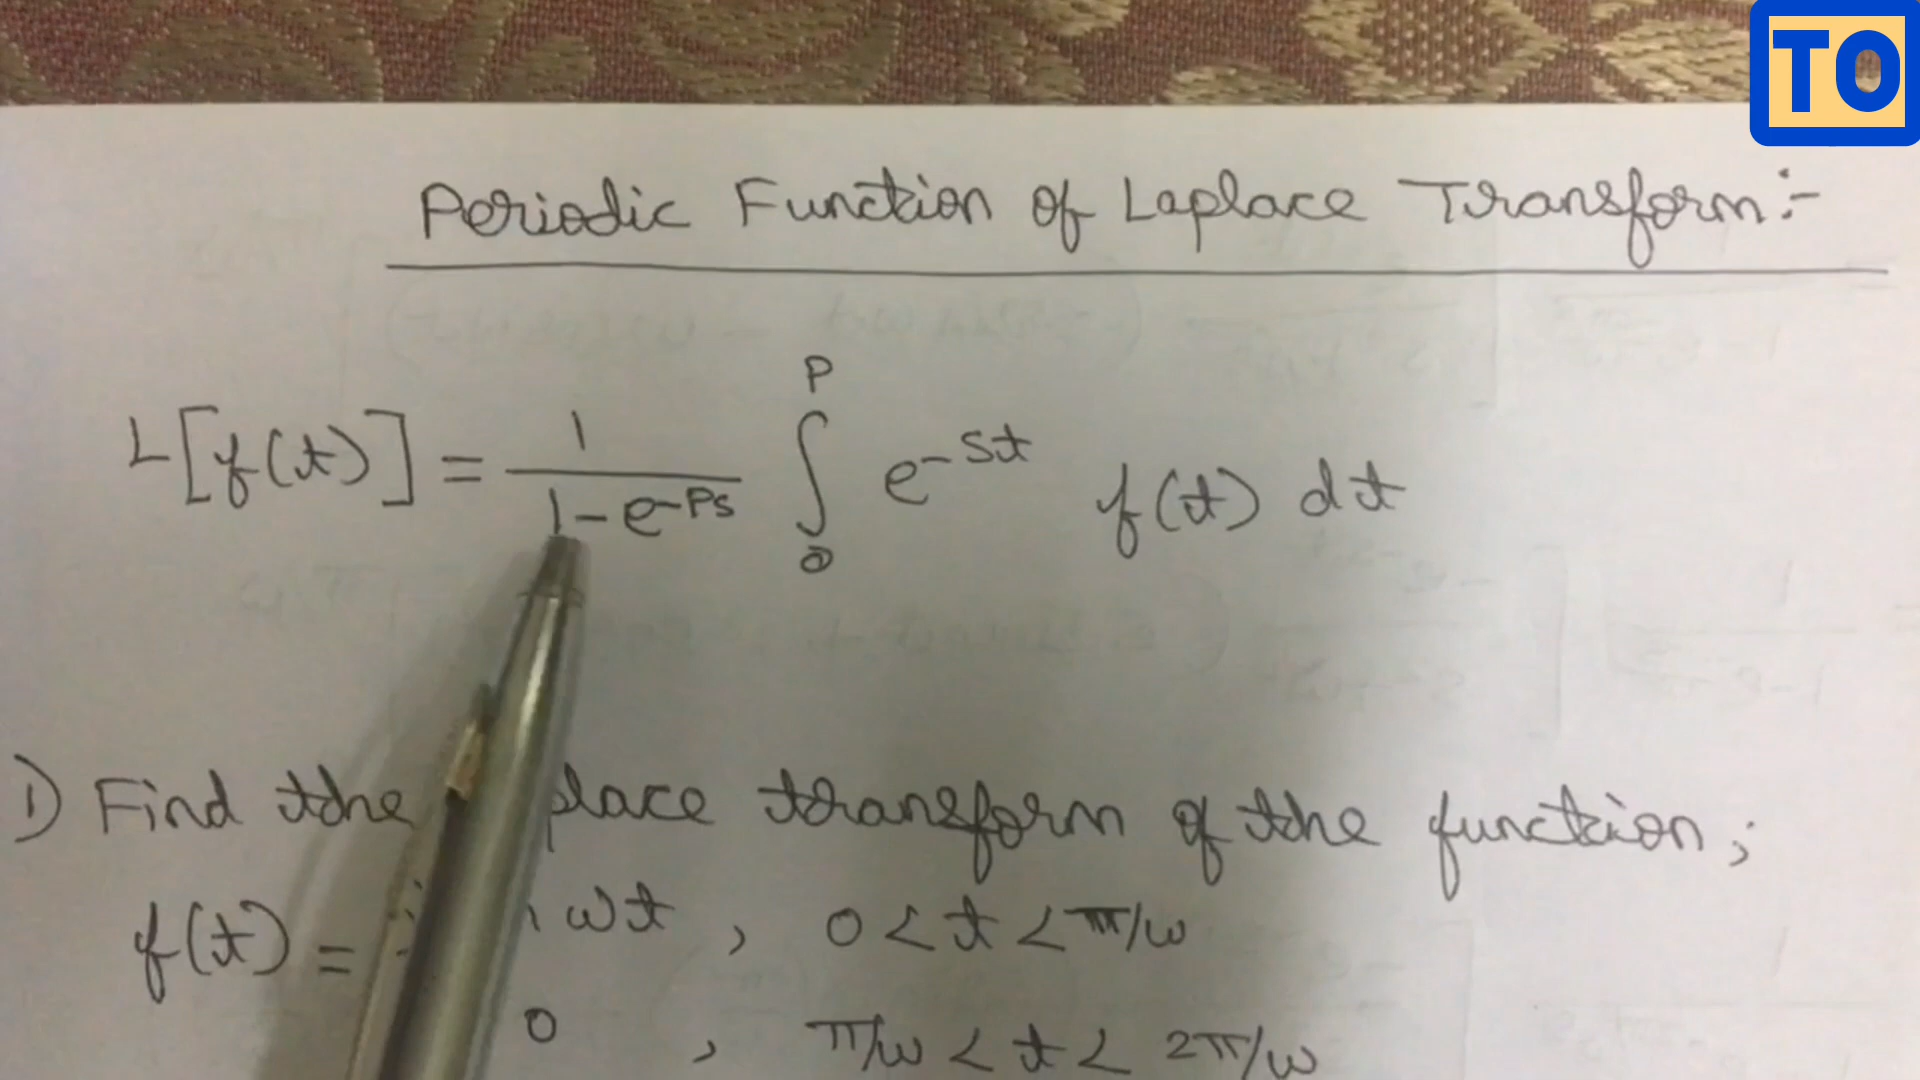 TO
Periodic Function of Laplace Transform:-
L[f(t)] = 1/(1-e^-Ps) ∫₀^P e^-st f(t) dt
1) Find the place transform of the function;
f(t) = ωt , 0 < t < π/ω
0 , π/ω < t < 2π/ω